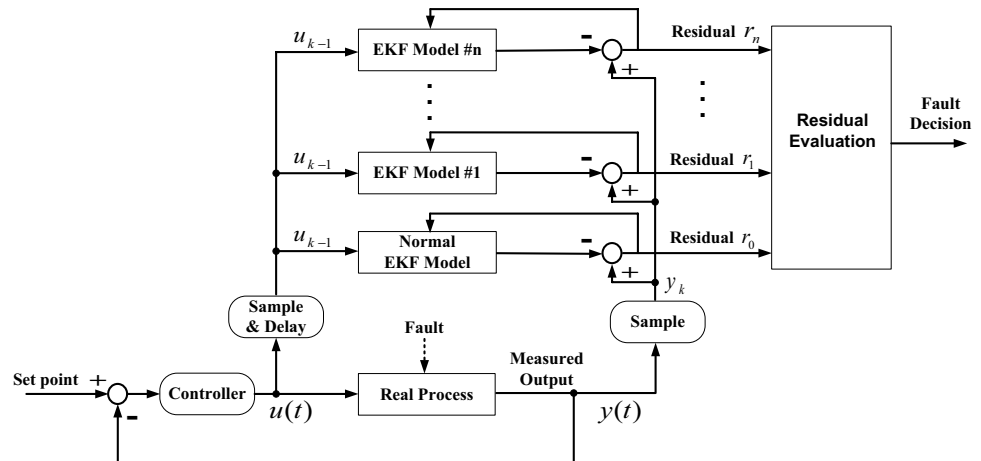 u_{k-1}
EKF Model #n
-
+
Residual r_n
u_{k-1}
EKF Model #1
-
+
Residual r_1
u_{k-1}
Normal
EKF Model
-
+
Residual r_0
Residual
Evaluation
Fault
Decision
y_k
Sample
& Delay
Sample
Fault
Measured
Output
Set point
+
-
Controller
u(t)
Real Process
y(t)